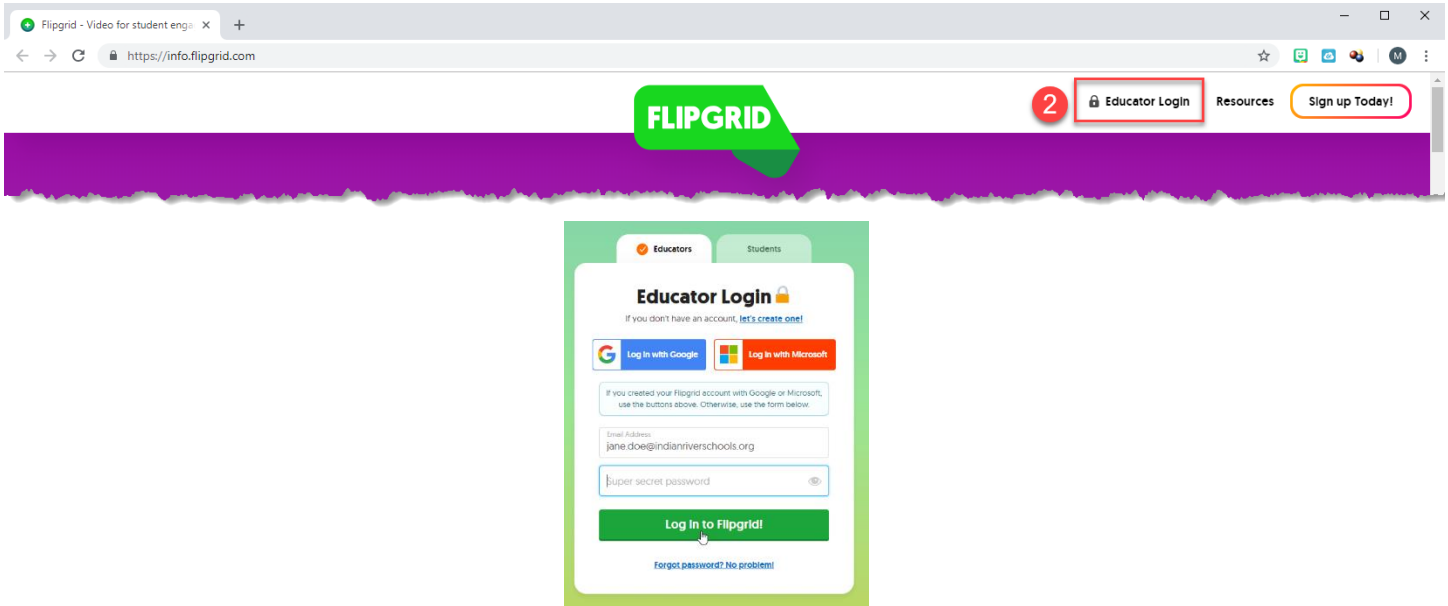 Flipgrid - Video for student enga
https://info.flipgrid.com
M
FLIPGRID
2
Educator Login
Resources
Sign up Today!
Educators
Students
Educator Login
If you don't have an account, let's create one!
Log in with Google
Log in with Microsoft
If you created your Flipgrid account with Google or Microsoft,
use the buttons above. Otherwise, use the form below.
Email Address
jane.doe@indianriverschools.org
Super secret password
Log in to Flipgrid!
Forgot password? No problem!